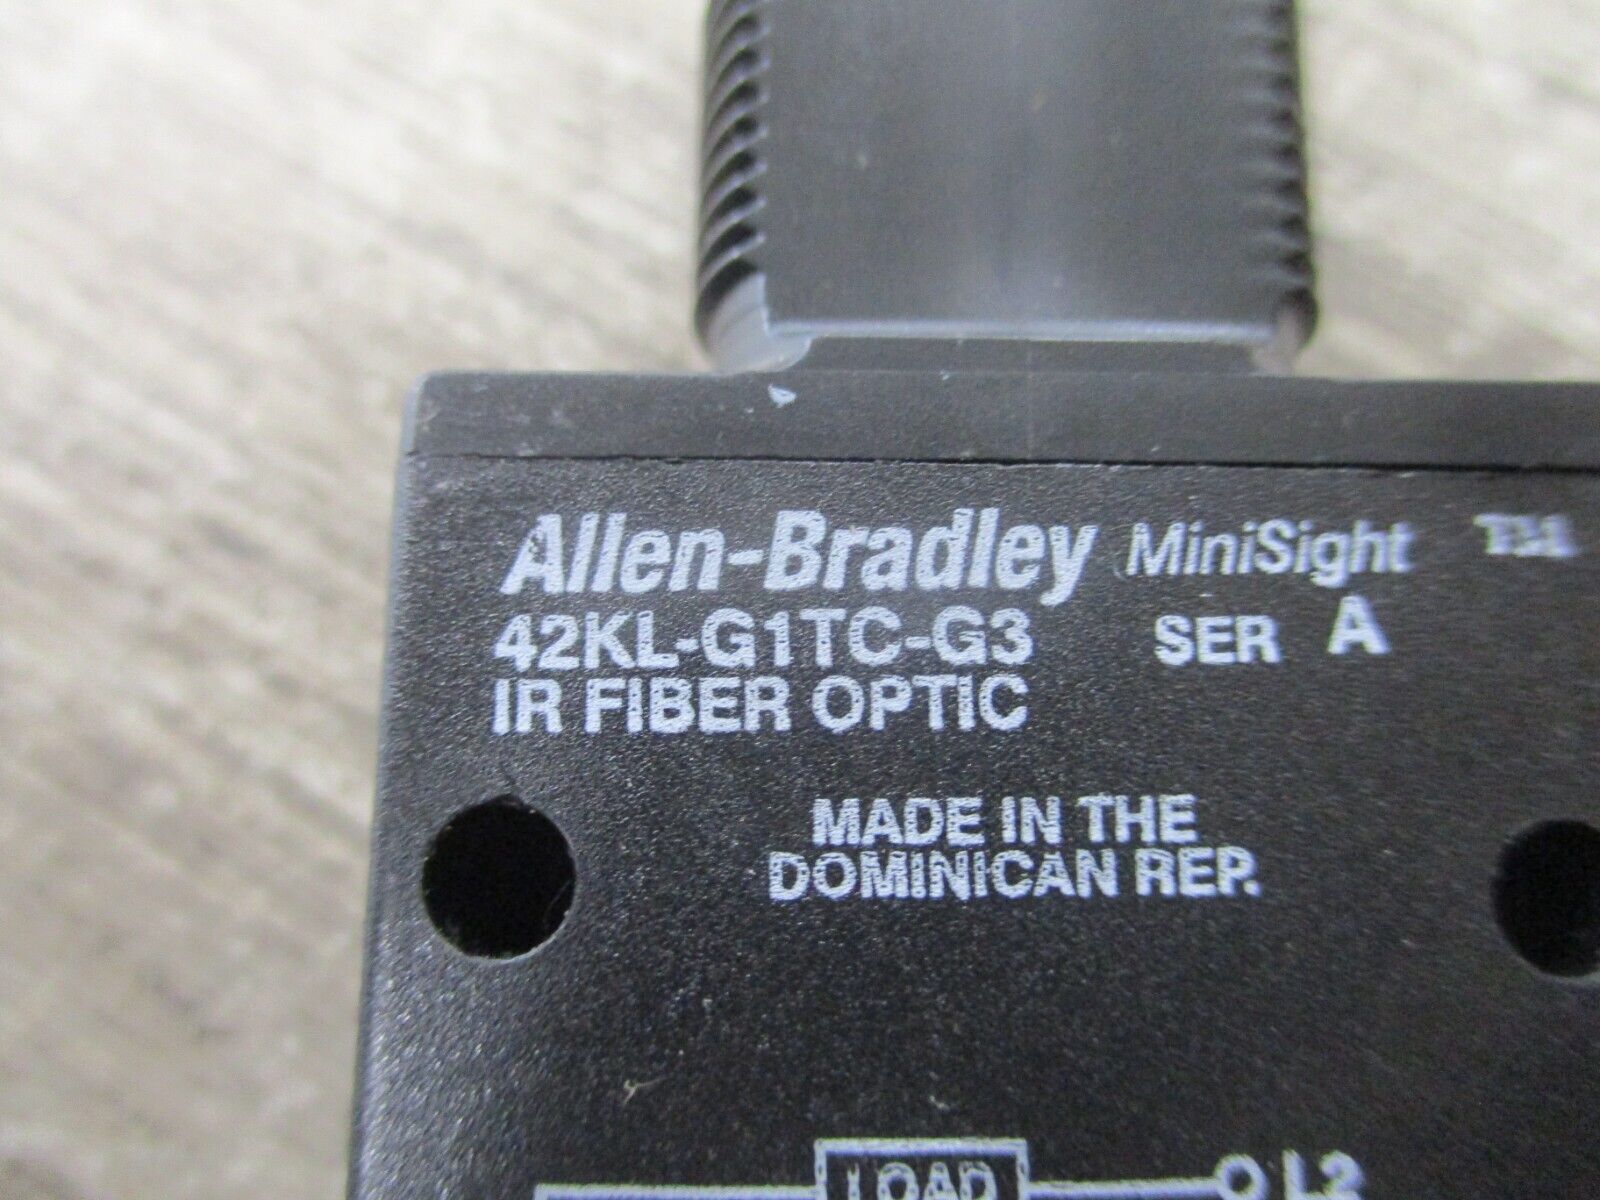 Allen-Bradley MiniSight TM
42KL-G1TC-G3 SER A
IR FIBER OPTIC
MADE IN THE
DOMINICAN REP.
LOAD L2